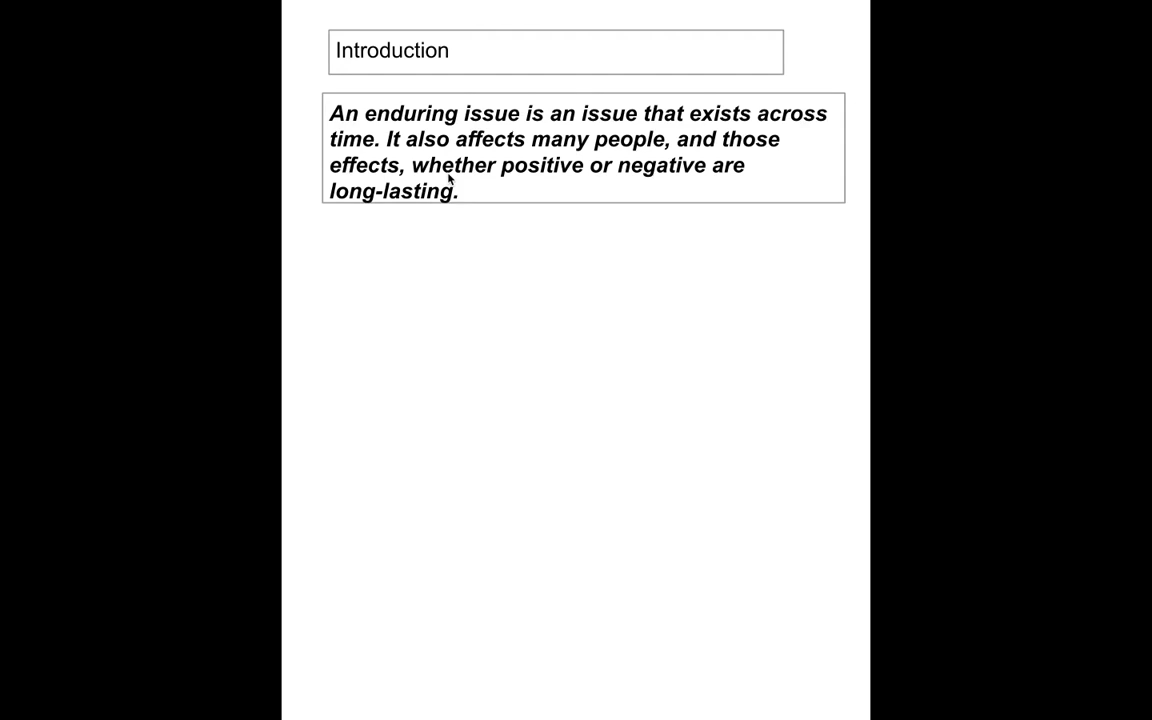 Introduction
An enduring issue is an issue that exists across
time. It also affects many people, and those
effects, whether positive or negative are
long-lasting.